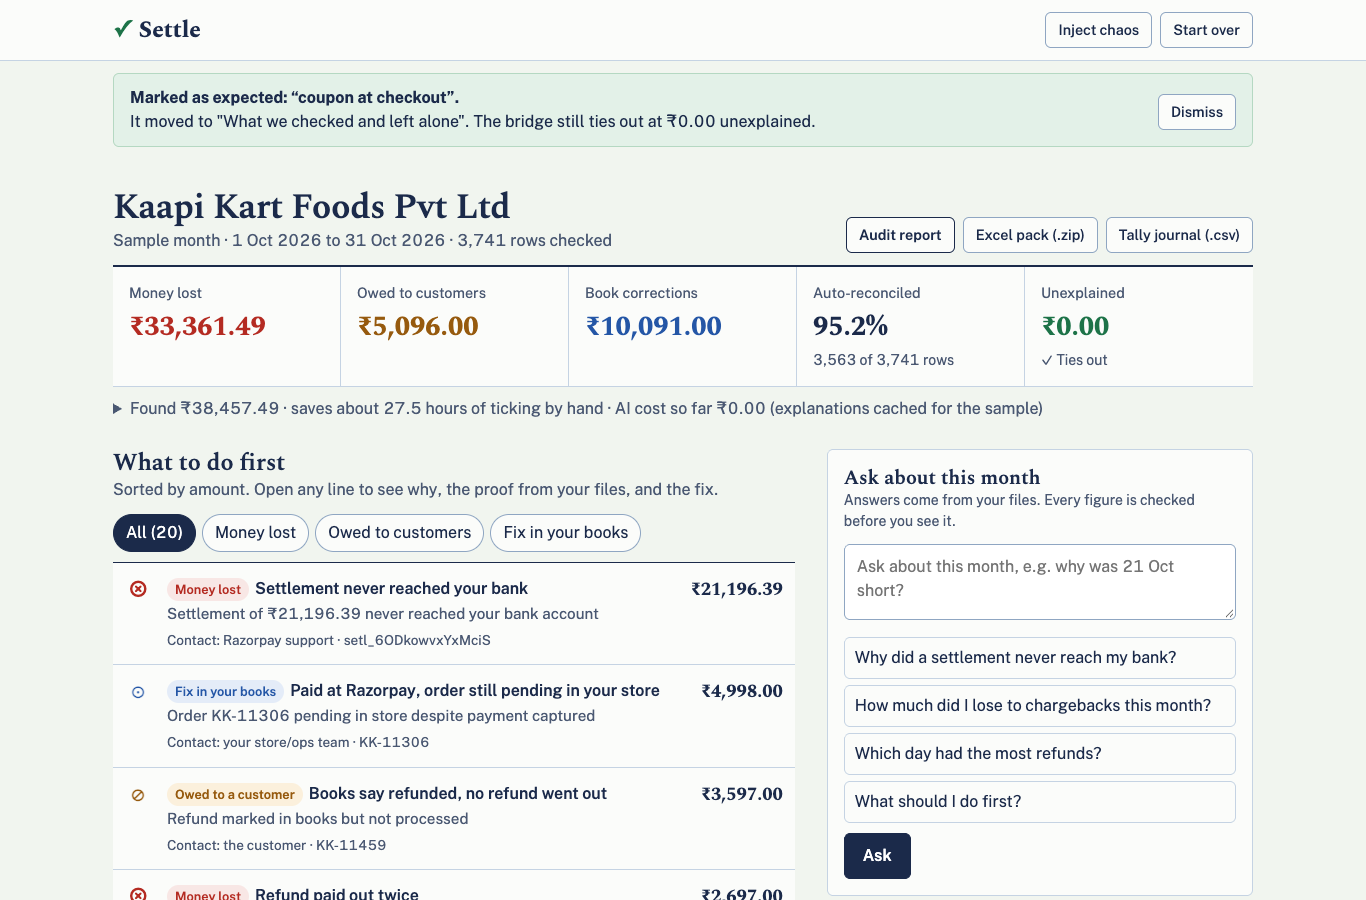 ✓ Settle
Inject chaos
Start over
Marked as expected: “coupon at checkout”.
It moved to "What we checked and left alone". The bridge still ties out at ₹0.00 unexplained.
Dismiss
Kaapi Kart Foods Pvt Ltd
Sample month · 1 Oct 2026 to 31 Oct 2026 · 3,741 rows checked
Audit report
Excel pack (.zip)
Tally journal (.csv)
Money lost
₹33,361.49
Owed to customers
₹5,096.00
Book corrections
₹10,091.00
Auto-reconciled
95.2%
3,563 of 3,741 rows
Unexplained
₹0.00
✓ Ties out
▶ Found ₹38,457.49 · saves about 27.5 hours of ticking by hand · AI cost so far ₹0.00 (explanations cached for the sample)
What to do first
Sorted by amount. Open any line to see why, the proof from your files, and the fix.
All (20)
Money lost
Owed to customers
Fix in your books
Money lost Settlement never reached your bank ₹21,196.39
Settlement of ₹21,196.39 never reached your bank account
Contact: Razorpay support · setl_6ODkowvxYxMciS
Fix in your books Paid at Razorpay, order still pending in your store ₹4,998.00
Order KK-11306 pending in store despite payment captured
Contact: your store/ops team · KK-11306
Owed to a customer Books say refunded, no refund went out ₹3,597.00
Refund marked in books but not processed
Contact: the customer · KK-11459
Money lost Refund paid out twice ₹2,697.00
Ask about this month
Answers come from your files. Every figure is checked
before you see it.
Ask about this month, e.g. why was 21 Oct
short?
Why did a settlement never reach my bank?
How much did I lose to chargebacks this month?
Which day had the most refunds?
What should I do first?
Ask